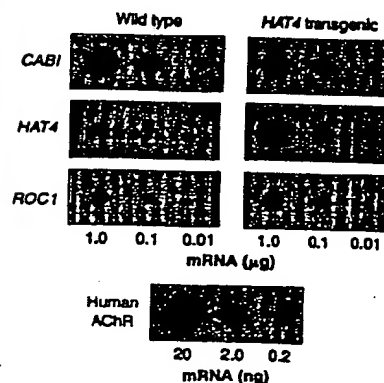 Wild type HAT4 transgenic
CABI
HAT4
ROC1
1.0 0.1 0.01 1.0 0.1 0.01
mRNA (μg)
Human
AChR
20 2.0 0.2
mRNA (ng)